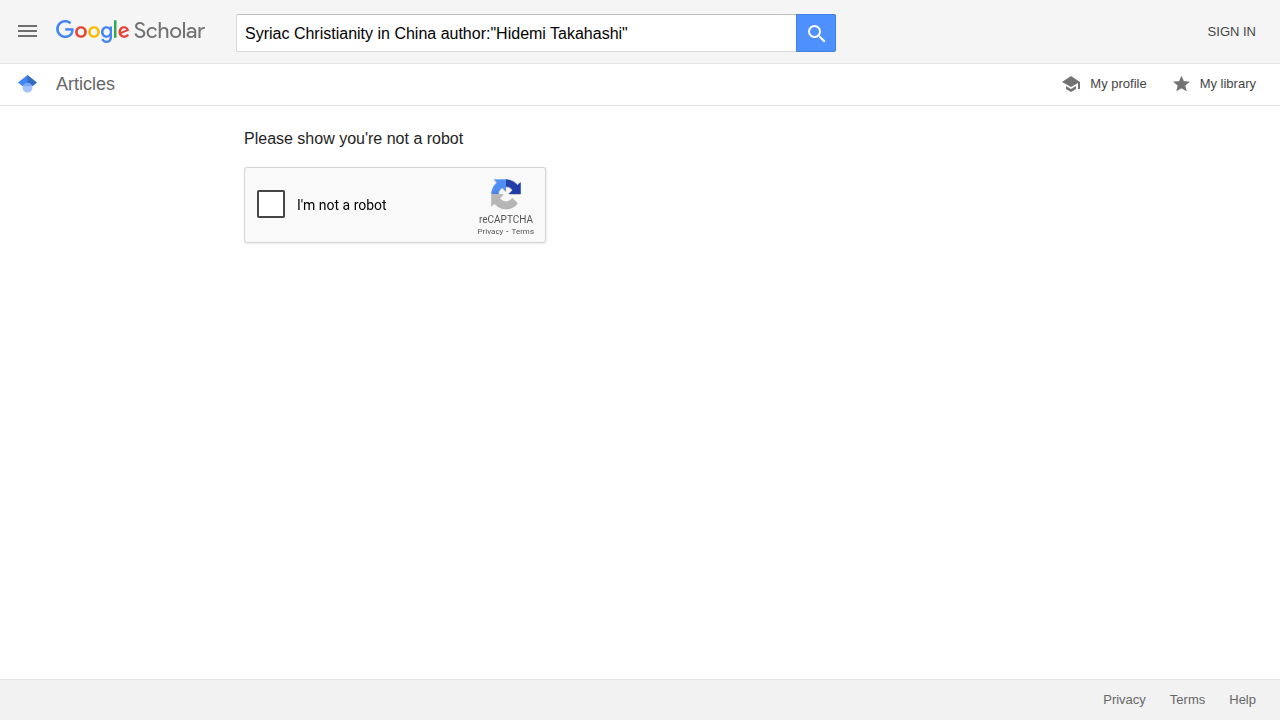 Google Scholar
Syriac Christianity in China author:"Hidemi Takahashi"
SIGN IN
Articles
My profile
My library
Please show you're not a robot
I'm not a robot
reCAPTCHA
Privacy - Terms
Privacy Terms Help